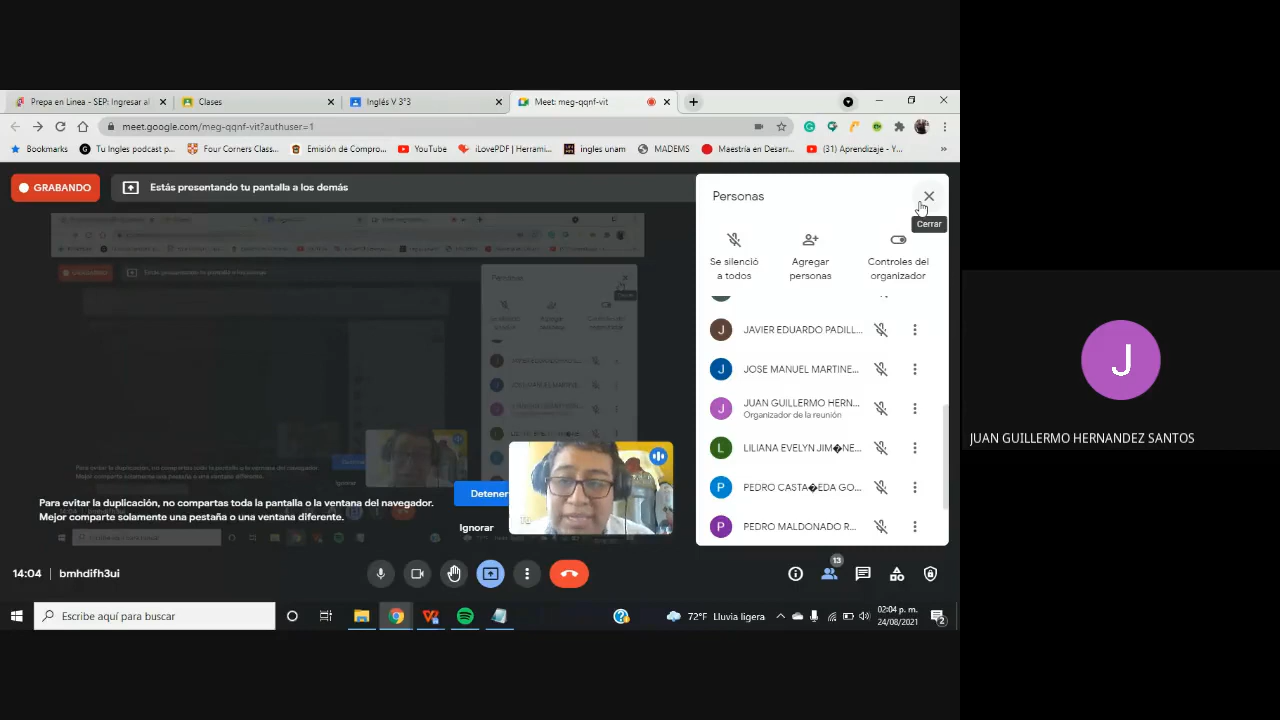 Prepa en Linea - SEP: Ingresar al
Clases
Inglés V 3°3
Meet: meg-qqnf-vit
meet.google.com/meg-qqnf-vit?authuser=1
Bookmarks
Tu Ingles podcast p...
Four Corners Class...
Emisión de Compro...
YouTube
iLovePDF | Herrami...
ingles unam
MADEMS
Maestría en Desarr...
(31) Aprendizaje - Y...
»
GRABANDO
Estás presentando tu pantalla a los demás
Personas
Cerrar
Se silenció
a todos
Agregar
personas
Controles del
organizador
J
JAVIER EDUARDO PADILL...
J
JOSE MANUEL MARTINE...
J
JUAN GUILLERMO HERN...
Organizador de la reunión
L
LILIANA EVELYN JIM�NE...
P
PEDRO CASTA�EDA GO...
P
PEDRO MALDONADO R...
Para evitar la duplicación, no compartas toda la pantalla o la ventana del navegador.
Mejor comparte solamente una pestaña o una ventana diferente.
Detener
Ignorar
14:04 | bmhdifh3ui
13
Escribe aquí para buscar
72°F Lluvia ligera
02:04 p. m.
24/08/2021
2
J
JUAN GUILLERMO HERNANDEZ SANTOS